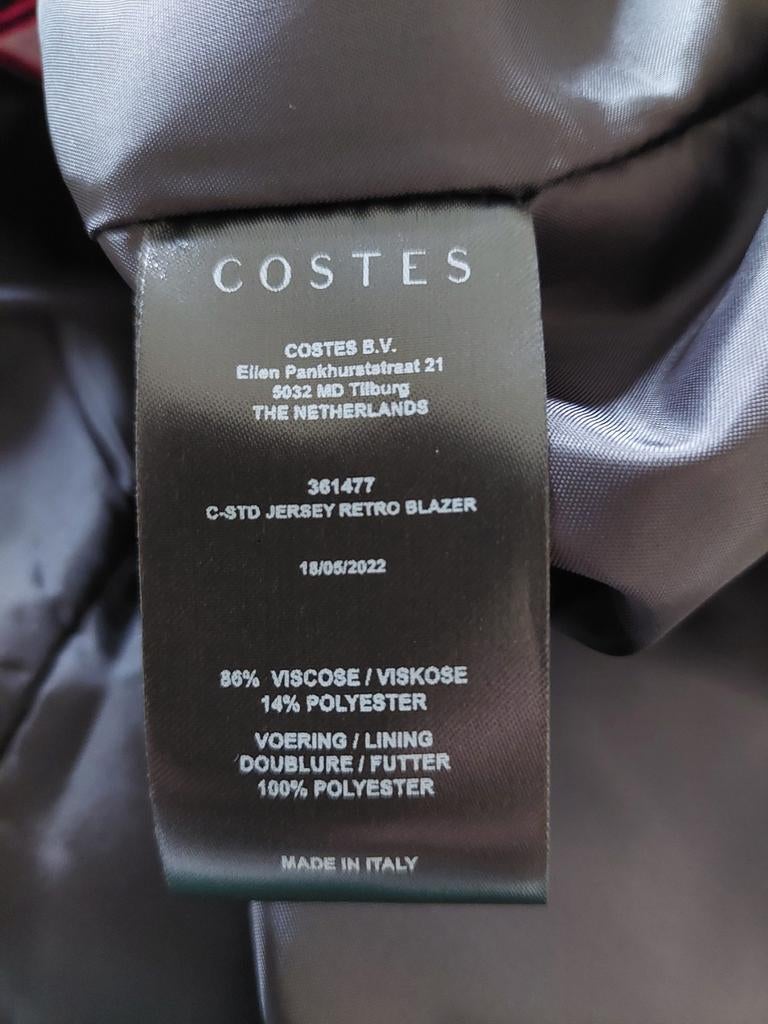 COSTES
COSTES B.V.
Ellen Pankhurststraat 21
5032 MD Tilburg
THE NETHERLANDS
361477
C-STD JERSEY RETRO BLAZER
18/05/2022
86% VISCOSE / VISKOSE
14% POLYESTER
VOERING / LINING
DOUBLURE / FUTTER
100% POLYESTER
MADE IN ITALY